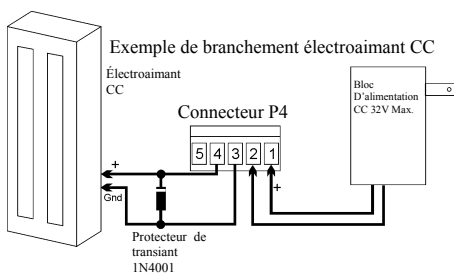 Exemple de branchement électroaimant CC
Électroaimant
CC
Bloc
D'alimentation
CC 32V Max.
Connecteur P4
5 4 3 2 1
+
+
Gnd
Protecteur de
transiant
1N4001